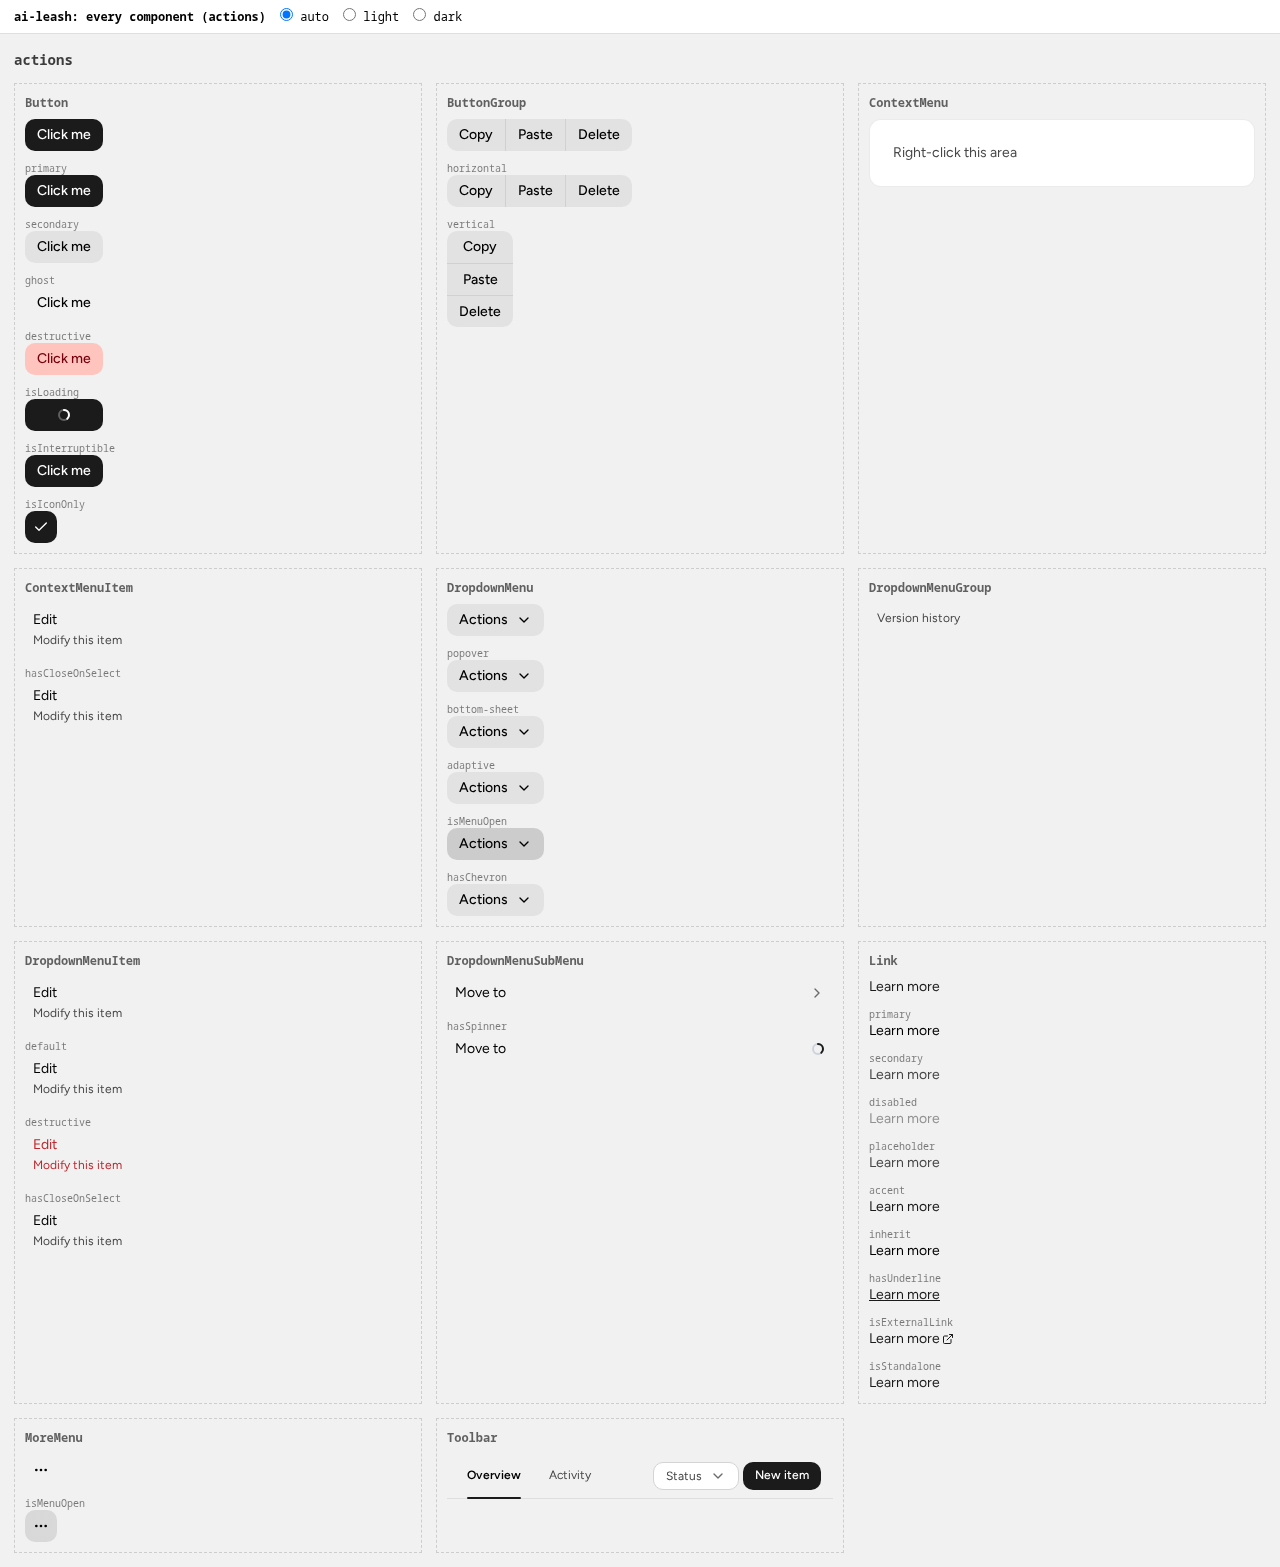 ai-leash: every component (actions) auto light dark
actions
Button
Click me
primary
Click me
secondary
Click me
ghost
Click me
destructive
Click me
isLoading
isInterruptible
Click me
isIconOnly
ButtonGroup
Copy Paste Delete
horizontal
Copy Paste Delete
vertical
Copy
Paste
Delete
ContextMenu
Right-click this area
ContextMenuItem
Edit
Modify this item
hasCloseOnSelect
Edit
Modify this item
DropdownMenu
Actions
popover
Actions
bottom-sheet
Actions
adaptive
Actions
isMenuOpen
Actions
hasChevron
Actions
DropdownMenuGroup
Version history
DropdownMenuItem
Edit
Modify this item
default
Edit
Modify this item
destructive
Edit
Modify this item
hasCloseOnSelect
Edit
Modify this item
DropdownMenuSubMenu
Move to
hasSpinner
Move to
Link
Learn more
primary
Learn more
secondary
Learn more
disabled
Learn more
placeholder
Learn more
accent
Learn more
inherit
Learn more
hasUnderline
Learn more
isExternalLink
Learn more
isStandalone
Learn more
MoreMenu
isMenuOpen
Toolbar
Overview Activity Status New item